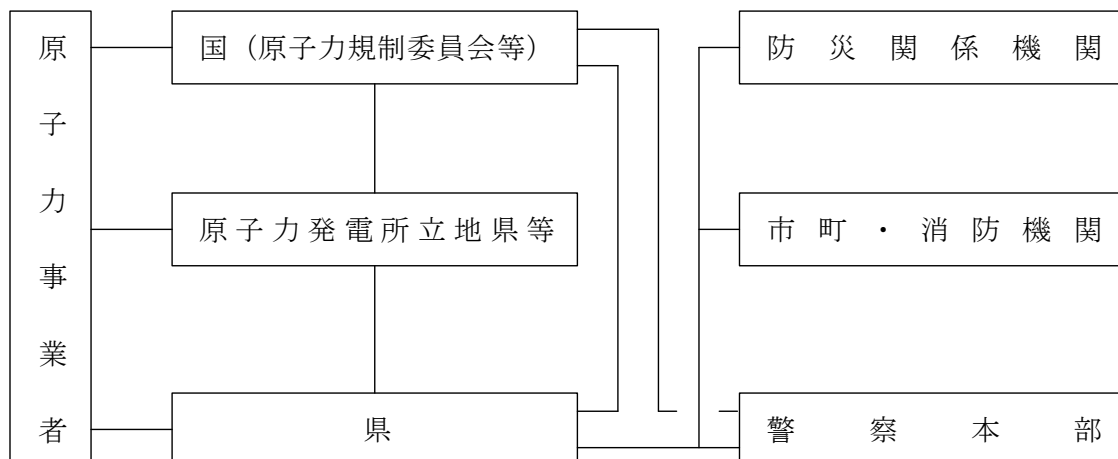 原子力事業者
国（原子力規制委員会等）
防災関係機関
原子力発電所立地県等
市町・消防機関
県
警察本部